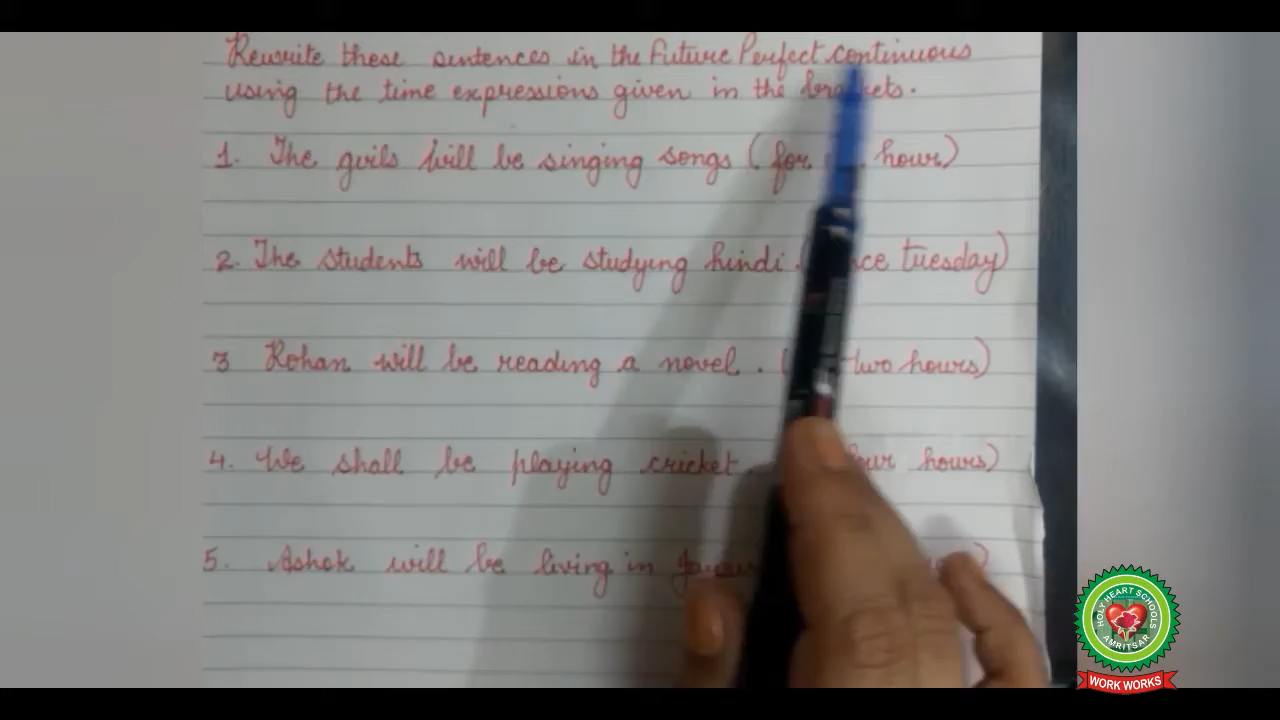 Rewrite these sentences in the Future Perfect continuous
using the time expressions given in the brackets.
1. The girls will be singing songs (for hour)
2. The students will be studying hindi. Tuesday)
3 Rohan will be reading a novel. ( two hours)
4. We shall be playing cricket hours)
5. Ashok will be living in
HOLY HEART SCHOOLS
AMRITSAR
WORK WORKS